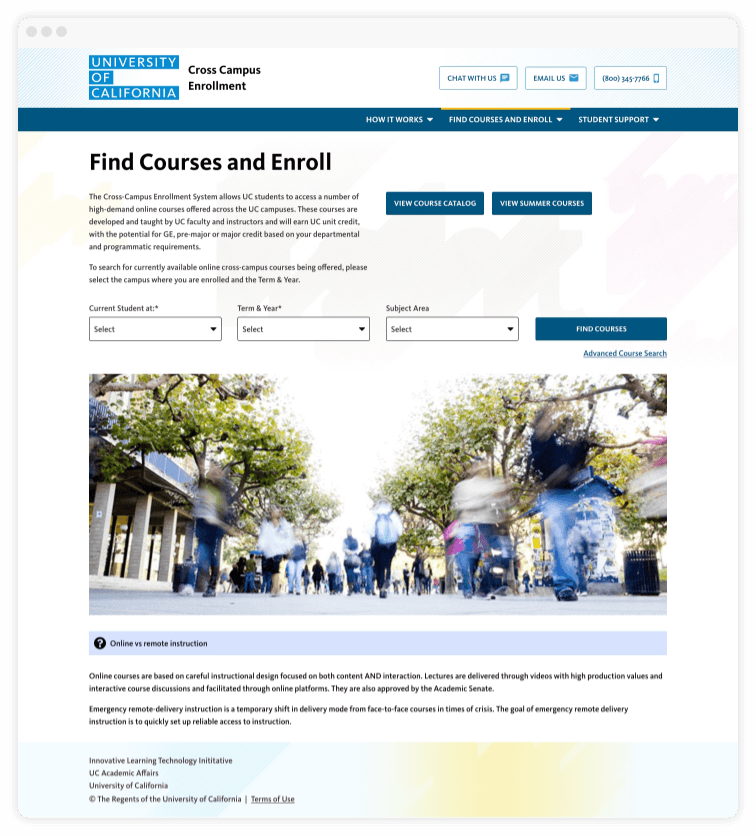 UNIVERSITY
OF
CALIFORNIA
Cross Campus
Enrollment
CHAT WITH US
EMAIL US
(800) 345-7766
HOW IT WORKS
FIND COURSES AND ENROLL
STUDENT SUPPORT
Find Courses and Enroll
The Cross-Campus Enrollment System allows UC students to access a number of
high-demand online courses offered across the UC campuses. These courses are
developed and taught by UC faculty and instructors and will earn UC unit credit,
with the potential for GE, pre-major or major credit based on your departmental
and programmatic requirements.
VIEW COURSE CATALOG
VIEW SUMMER COURSES
To search for currently available online cross-campus courses being offered, please
select the campus where you are enrolled and the Term & Year.
Current Student at:*
Term & Year*
Subject Area
Select
Select
Select
FIND COURSES
Advanced Course Search
? Online vs remote instruction
Online courses are based on careful instructional design focused on both content AND interaction. Lectures are delivered through videos with high production values and
interactive course discussions and facilitated through online platforms. They are also approved by the Academic Senate.
Emergency remote-delivery instruction is a temporary shift in delivery mode from face-to-face courses in times of crisis. The goal of emergency remote delivery
instruction is to quickly set up reliable access to instruction.
Innovative Learning Technology Inititative
UC Academic Affairs
University of California
© The Regents of the University of California | Terms of Use